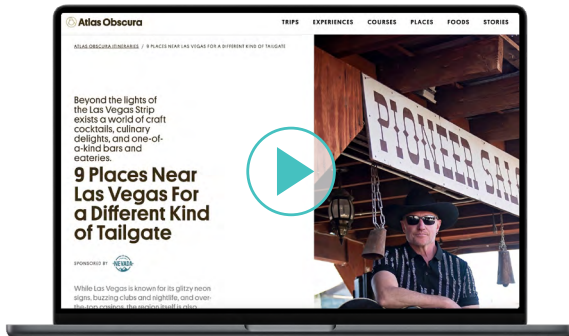 Atlas Obscura
TRIPS EXPERIENCES COURSES PLACES FOODS STORIES
ATLAS OBSCURA ITINERARIES / 9 PLACES NEAR LAS VEGAS FOR A DIFFERENT KIND OF TAILGATE
Beyond the lights of
the Las Vegas Strip
exists a world of craft
cocktails, culinary
delights, and one-of-
a-kind bars and
eateries.
9 Places Near
Las Vegas For
a Different Kind
of Tailgate
SPONSORED BY NEVADA
While Las Vegas is known for its glitzy neon
signs, buzzing clubs and nightlife, and over-
the-top casinos, the region itself is also
PIONEER SAL